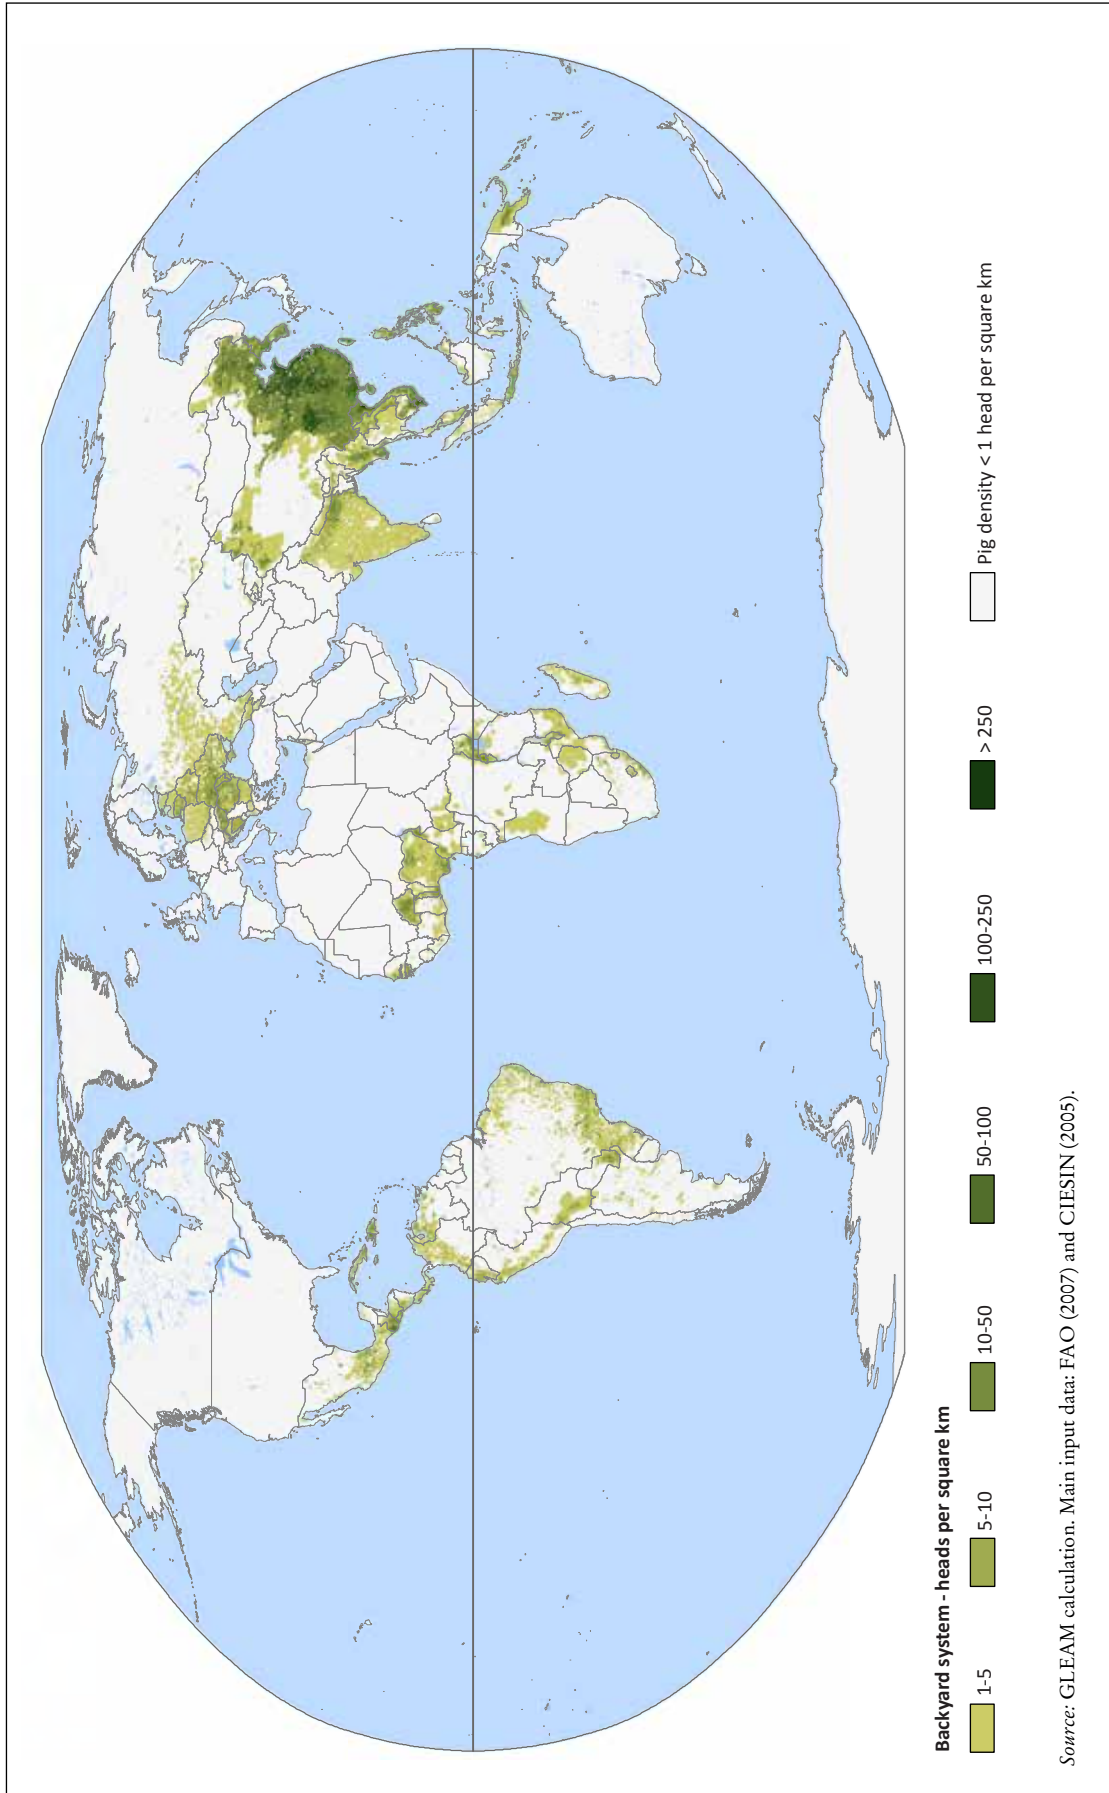 Backyard system - heads per square km
1-5 5-10 10-50 50-100 100-250 > 250 Pig density < 1 head per square km
Source: GLEAM calculation. Main input data: FAO (2007) and CIESIN (2005).